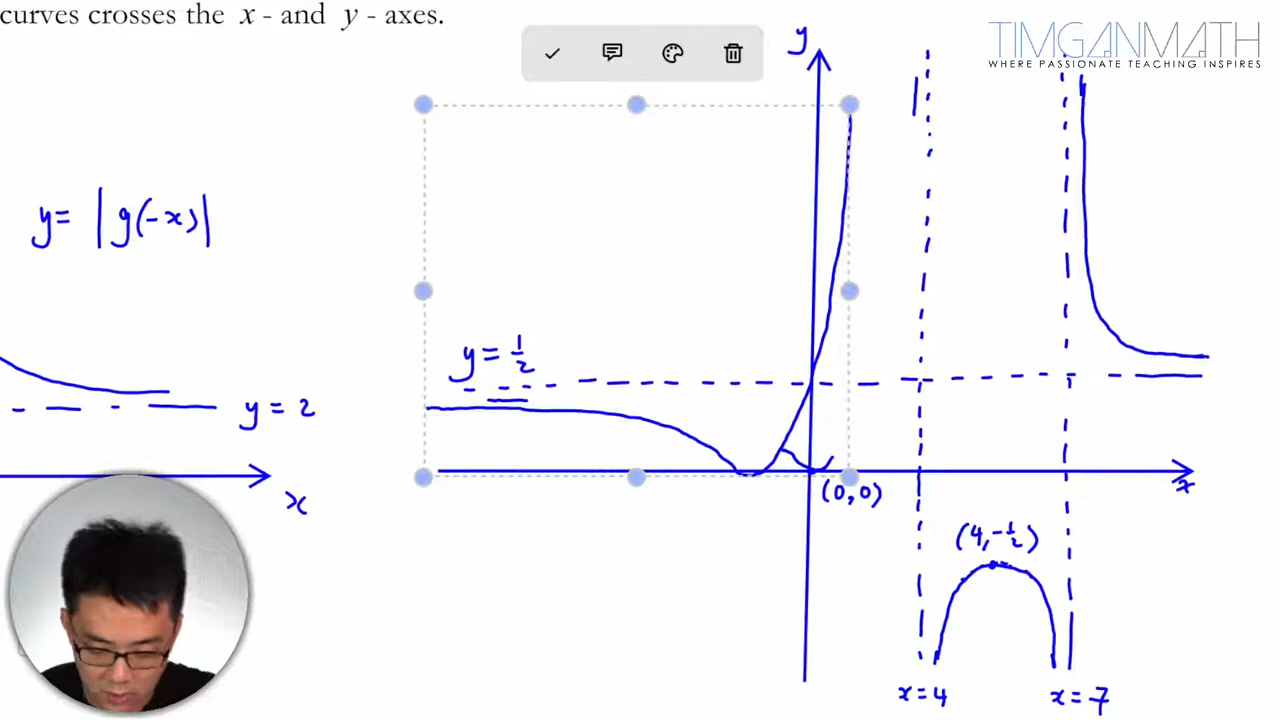 curves crosses the x - and y - axes.
TIMGANMATH
WHERE PASSIONATE TEACHING INSPIRES
y
y = |g(-x)|
y = 1/2
y = 2
x
x
(0,0)
(4,-1/2)
x = 4
x = -7